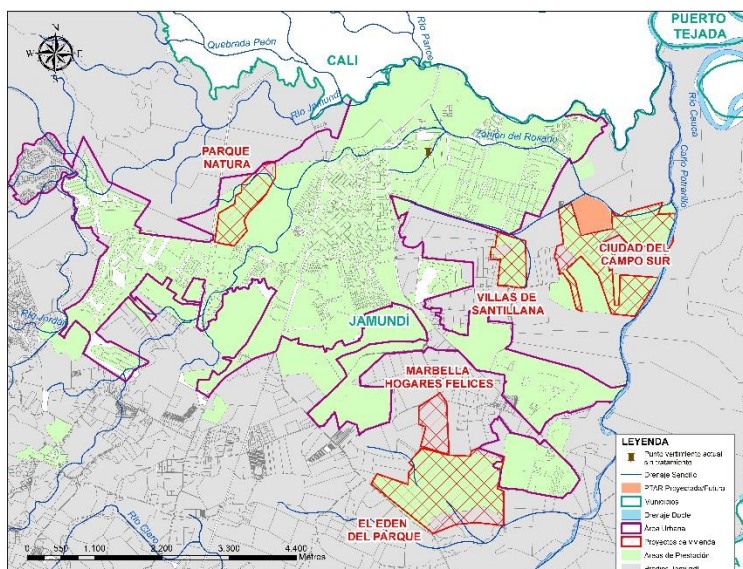 PUERTO
TEJADA
Quebrada Peón
CALI
Río Pance
Río Jamundí
Río Cauca
Zanjón del Rosario
Caño Potrerillo
PARQUE
NATURA
CIUDAD DEL
CAMPO SUR
VILLAS DE
SANTILLANA
JAMUNDÍ
Río Jordán
MARBELLA
HOGARES FELICES
EL EDEN
DEL PARQUE
Río Claro
LEYENDA
Punto vertimiento actual
sin tratamiento
Drenaje Sencillo
PTAR Proyectada/Futura
Municipios
Drenaje Doble
Área Urbana
Proyectos de vivienda
Áreas de Prestación
Jamundí
0 550 1.100 2.200 3.300 4.400
Metros